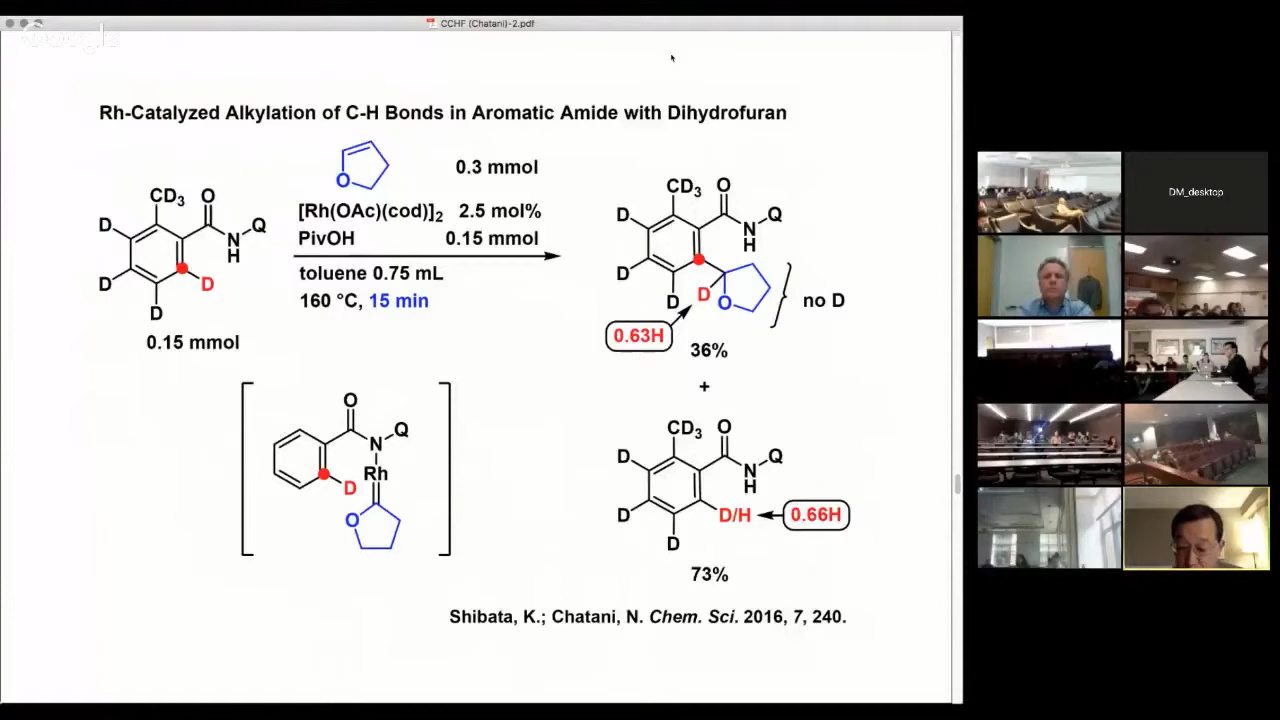 CCHF (Chatani)-2.pdf
Google
Rh-Catalyzed Alkylation of C-H Bonds in Aromatic Amide with Dihydrofuran
O
0.3 mmol
[Rh(OAc)(cod)]2 2.5 mol%
PivOH 0.15 mmol
toluene 0.75 mL
160 °C, 15 min
CD3 O
D
N Q
H
D D
D
0.15 mmol
CD3 O
D
N Q
H
D
D
D O
no D
0.63H
36%
+
O
N Q
Rh
D
O
CD3 O
D
N Q
H
D D/H
0.66H
D
73%
Shibata, K.; Chatani, N. Chem. Sci. 2016, 7, 240.
DM_desktop